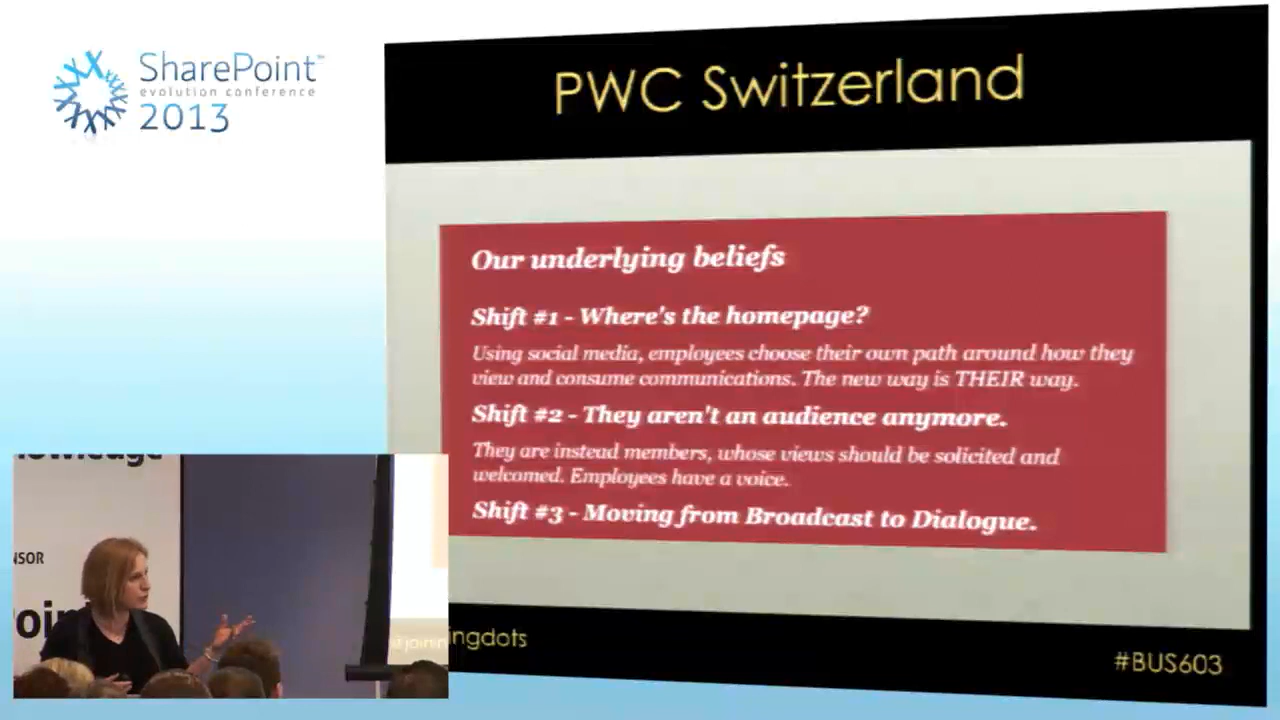 SharePoint™
evolution conference
2013
PWC Switzerland
Our underlying beliefs
Shift #1 - Where's the homepage?
Using social media, employees choose their own path around how they
view and consume communications. The new way is THEIR way.
Shift #2 - They aren't an audience anymore.
They are instead members, whose views should be solicited and
welcomed. Employees have a voice.
Shift #3 - Moving from Broadcast to Dialogue.
ingdots
#BUS603
NSOR